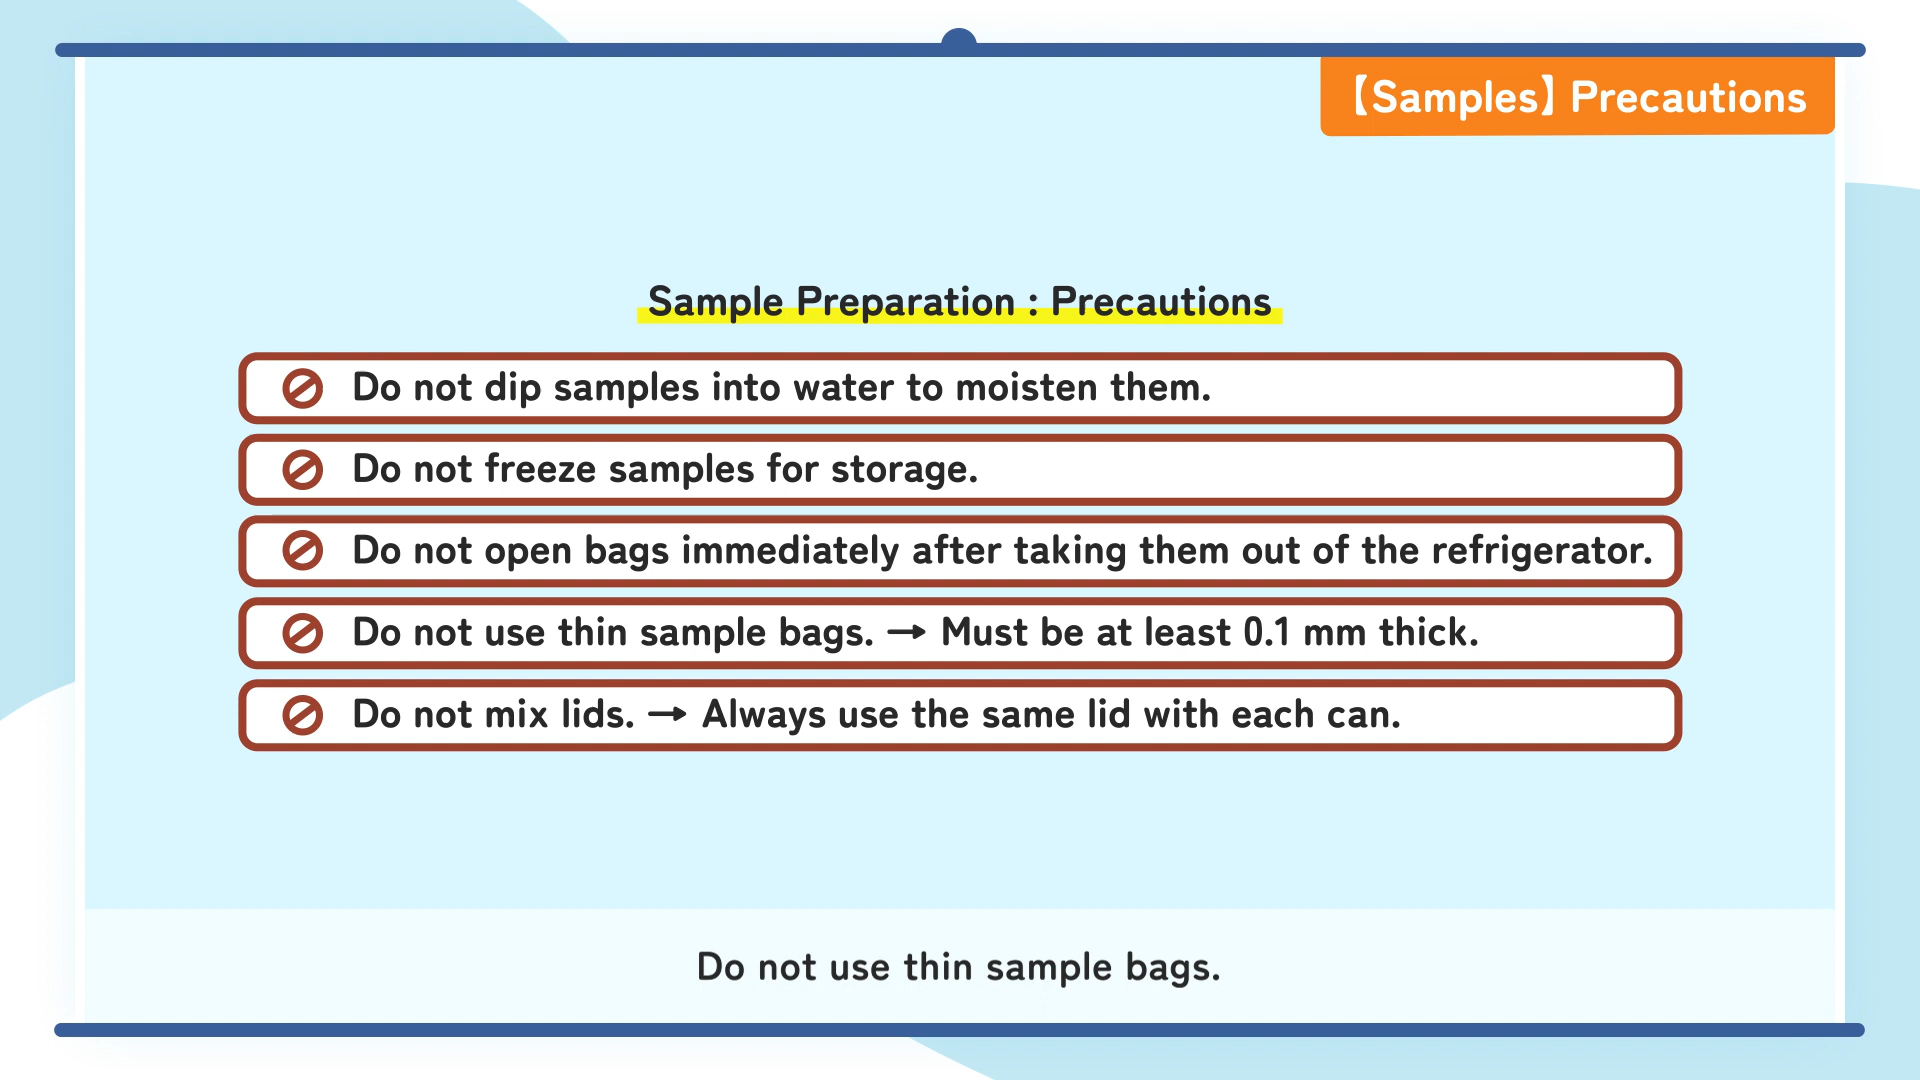 【Samples】Precautions
Sample Preparation : Precautions
Do not dip samples into water to moisten them.
Do not freeze samples for storage.
Do not open bags immediately after taking them out of the refrigerator.
Do not use thin sample bags. → Must be at least 0.1 mm thick.
Do not mix lids. → Always use the same lid with each can.
Do not use thin sample bags.